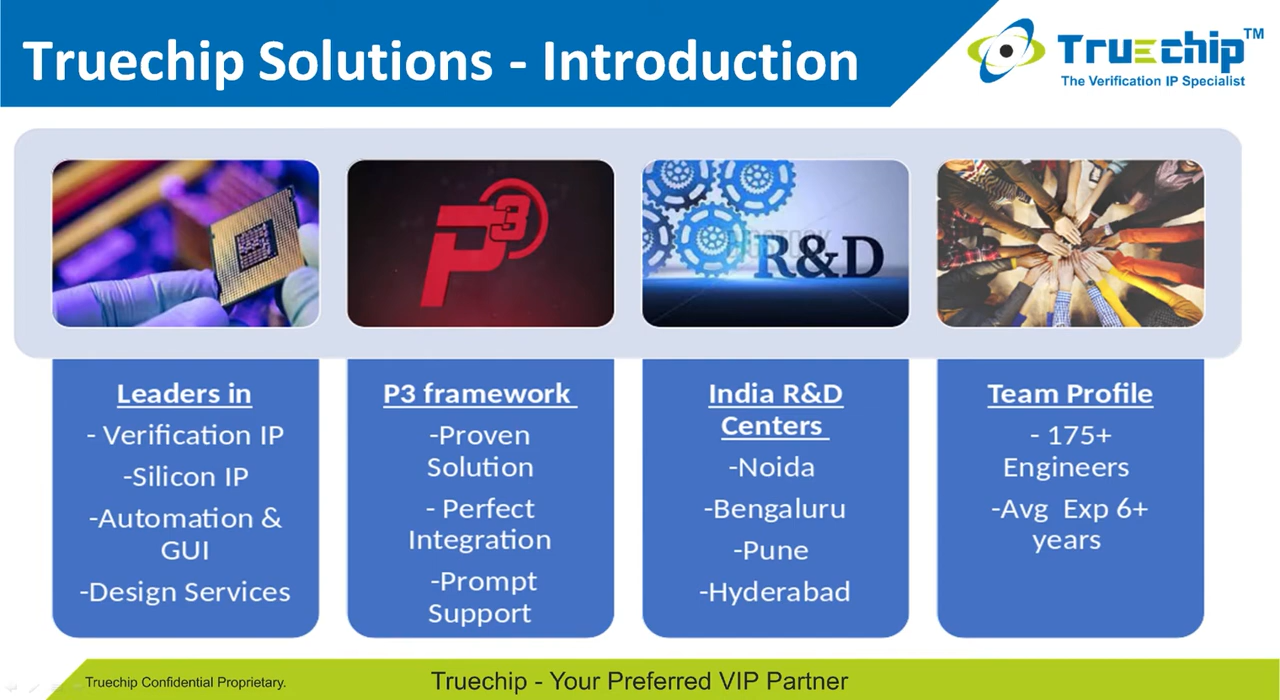 Truechip Solutions - Introduction
Truechip™
The Verification IP Specialist
P3
R&D
Leaders in
- Verification IP
-Silicon IP
-Automation &
GUI
-Design Services
P3 framework
-Proven
Solution
- Perfect
Integration
-Prompt
Support
India R&D
Centers
-Noida
-Bengaluru
-Pune
-Hyderabad
Team Profile
- 175+
Engineers
-Avg Exp 6+
years
Truechip Confidential Proprietary.
Truechip - Your Preferred VIP Partner